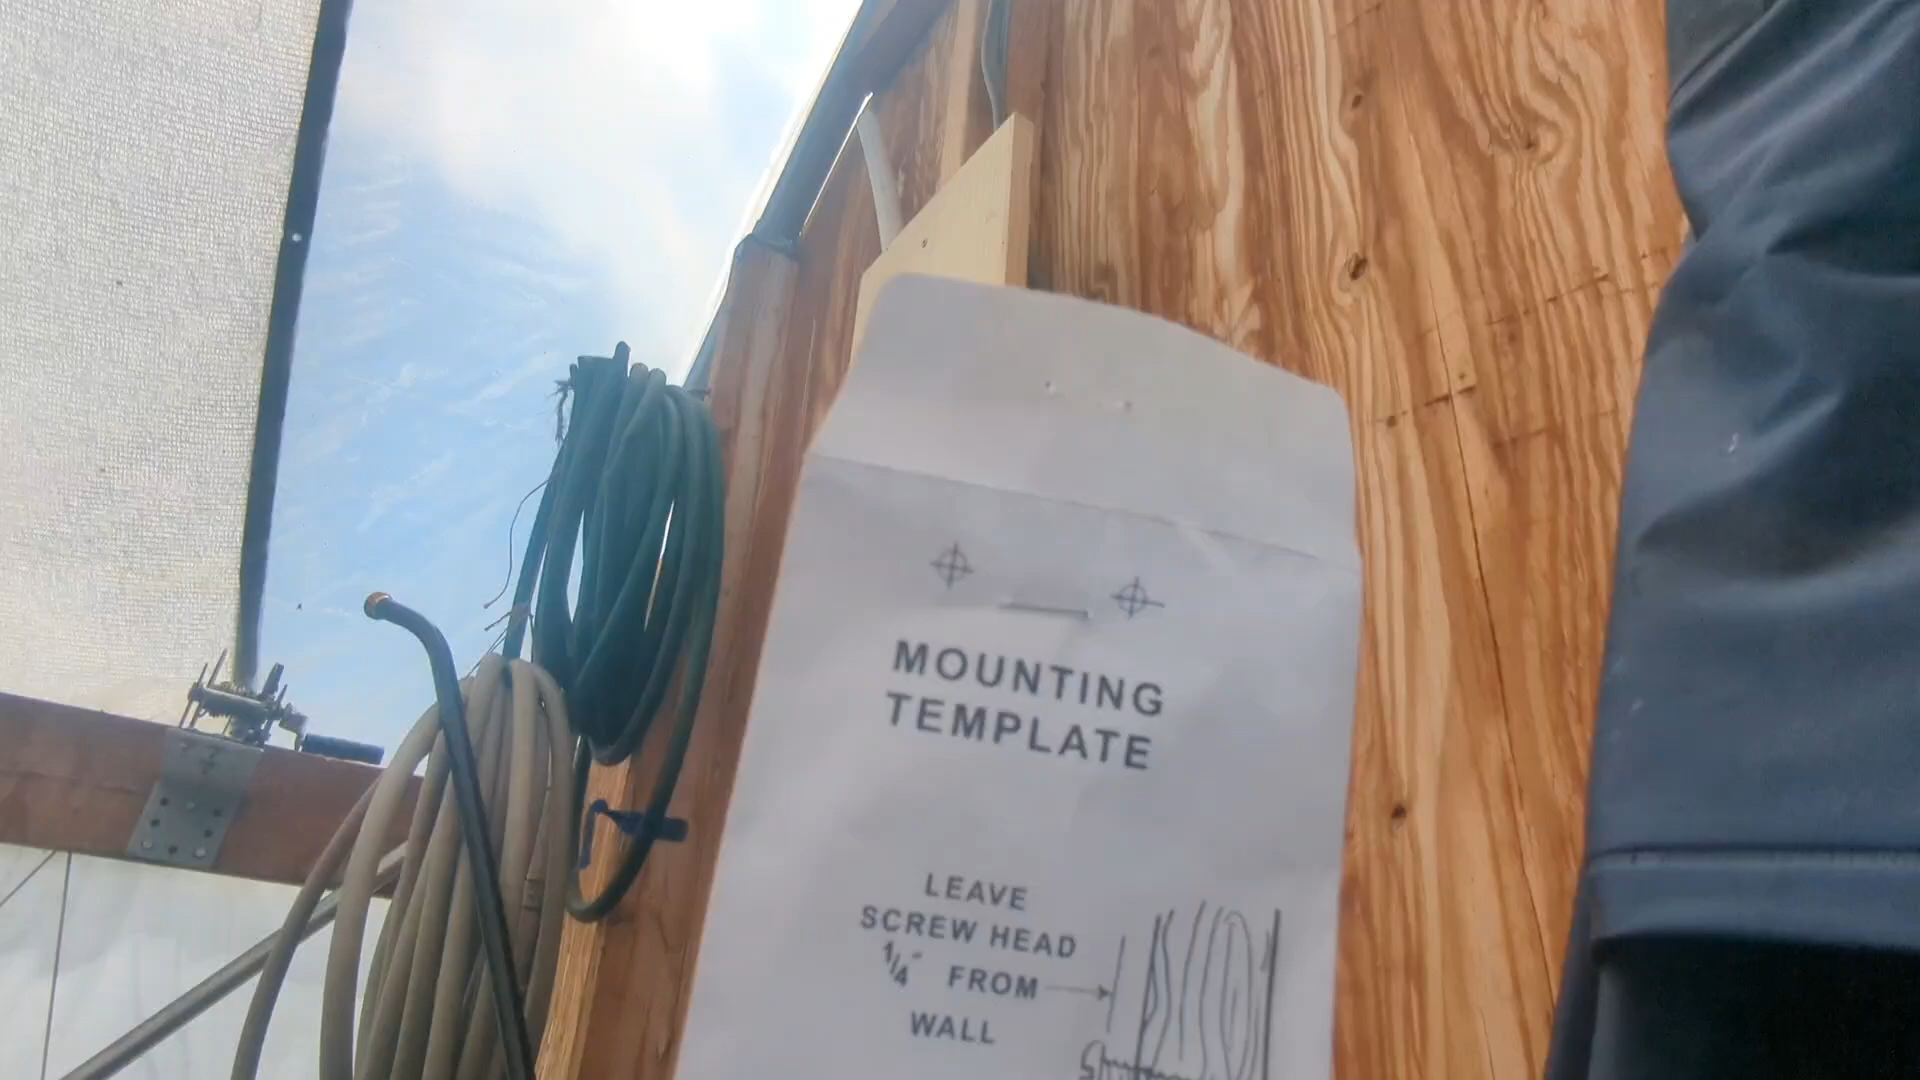 MOUNTING
TEMPLATE
LEAVE
SCREW HEAD
1/4" FROM
WALL